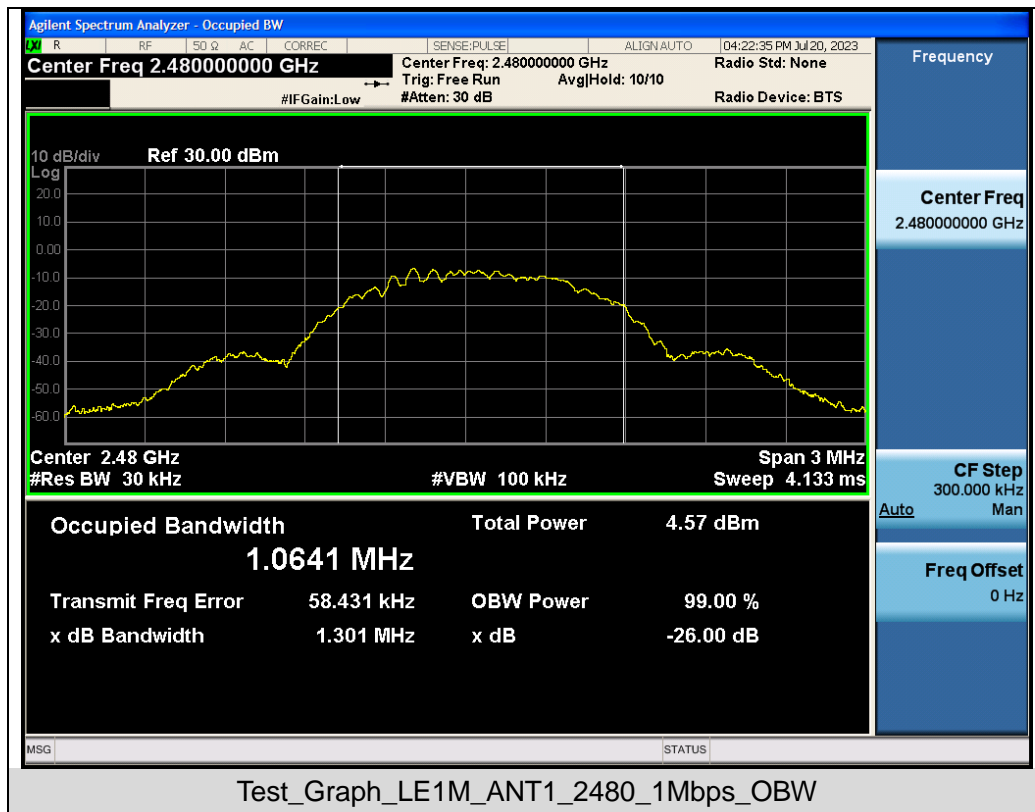 Agilent Spectrum Analyzer - Occupied BW
LXI R RF 50 Ω AC CORREC SENSE:PULSE ALIGN AUTO 04:22:35 PM Jul 20, 2023
Center Freq 2.480000000 GHz
Center Freq: 2.480000000 GHz Radio Std: None
Trig: Free Run Avg|Hold: 10/10
#IFGain:Low #Atten: 30 dB Radio Device: BTS
10 dB/div Ref 30.00 dBm
Log
20.0
10.0
0.00
-10.0
-20.0
-30.0
-40.0
-50.0
-60.0
Center 2.48 GHz Span 3 MHz
#Res BW 30 kHz #VBW 100 kHz Sweep 4.133 ms
Occupied Bandwidth Total Power 4.57 dBm
1.0641 MHz
Transmit Freq Error 58.431 kHz OBW Power 99.00 %
x dB Bandwidth 1.301 MHz x dB -26.00 dB
MSG STATUS
Frequency
Center Freq
2.480000000 GHz
CF Step
300.000 kHz
Auto Man
Freq Offset
0 Hz
Test_Graph_LE1M_ANT1_2480_1Mbps_OBW